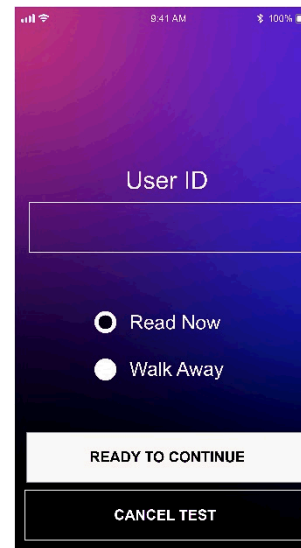 9:41 AM 100%
User ID
Read Now
Walk Away
READY TO CONTINUE
CANCEL TEST